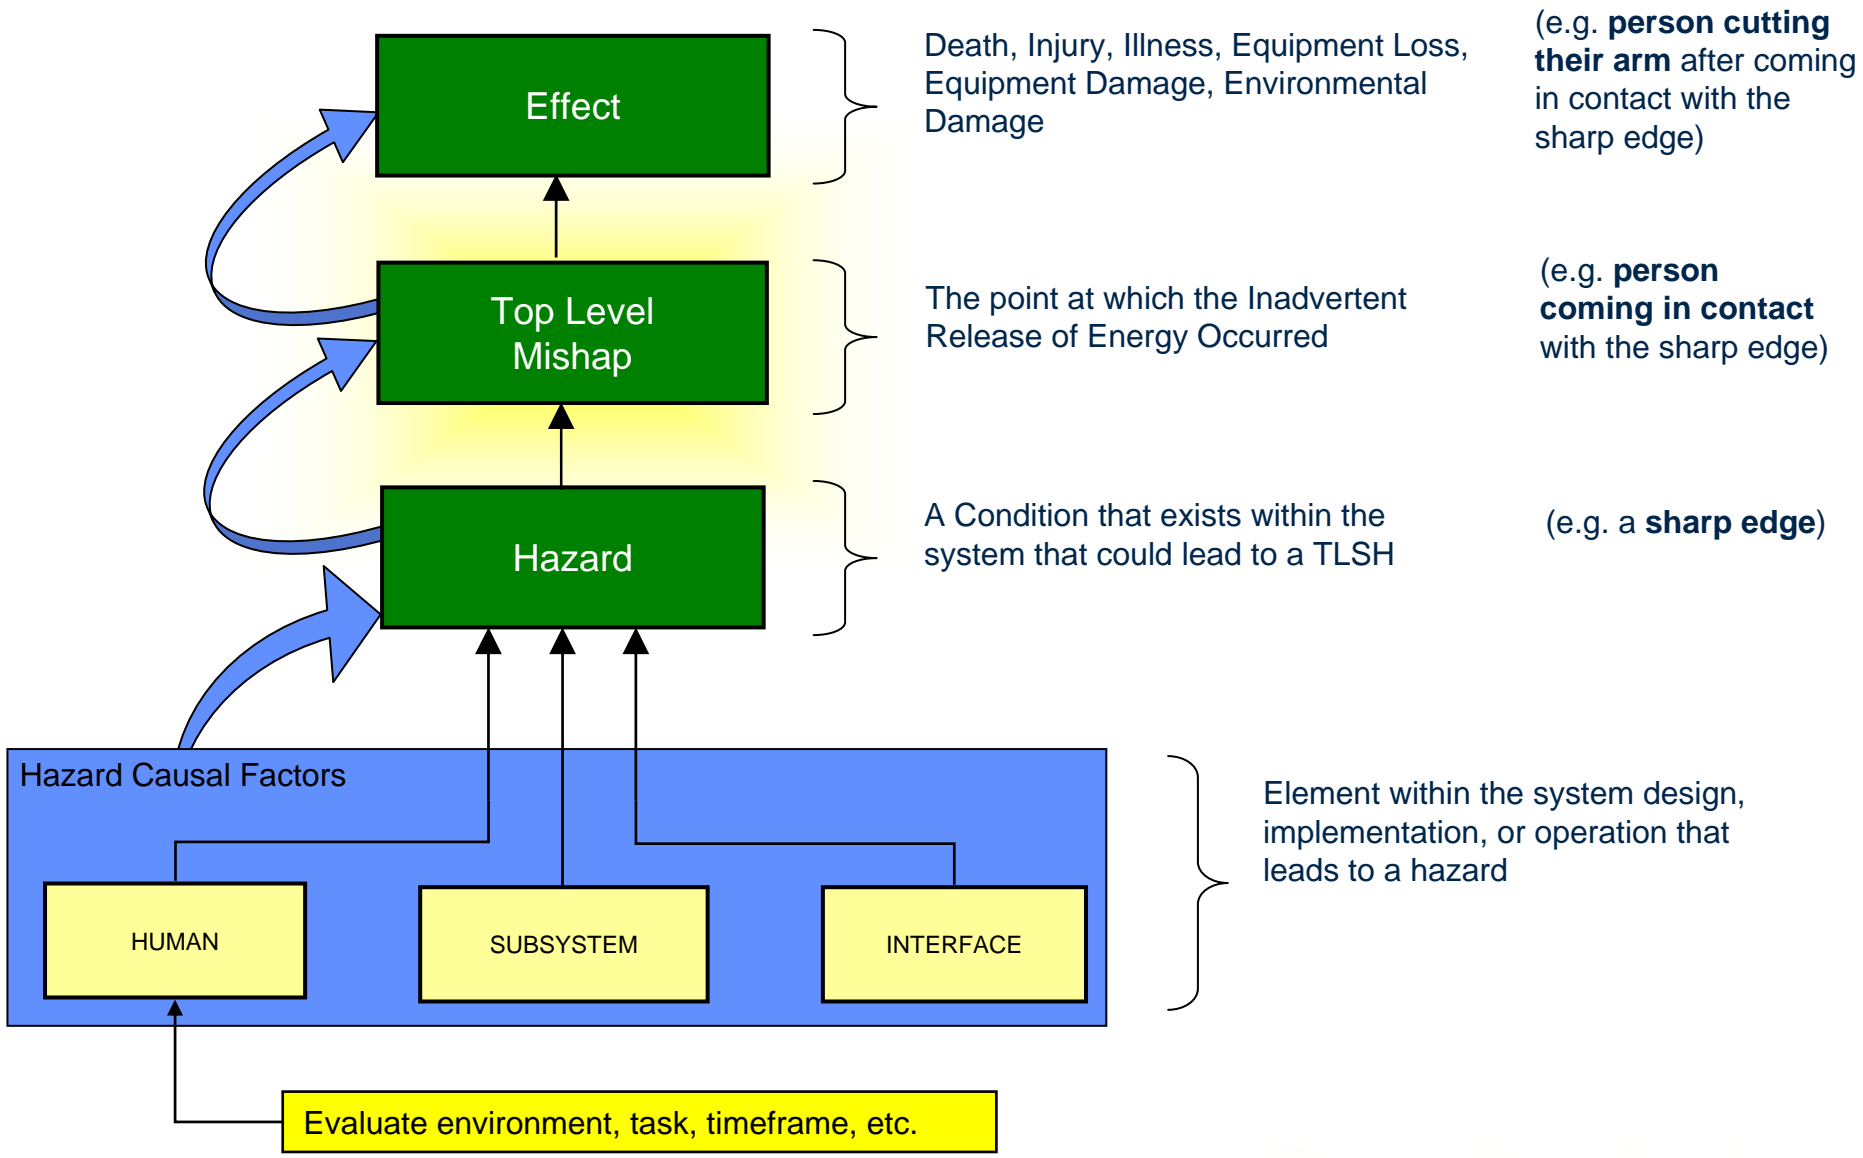 Effect
Death, Injury, Illness, Equipment Loss,
Equipment Damage, Environmental
Damage
(e.g. person cutting
their arm after coming
in contact with the
sharp edge)
Top Level
Mishap
The point at which the Inadvertent
Release of Energy Occurred
(e.g. person
coming in contact
with the sharp edge)
Hazard
A Condition that exists within the
system that could lead to a TLSH
(e.g. a sharp edge)
Hazard Causal Factors
HUMAN
SUBSYSTEM
INTERFACE
Element within the system design,
implementation, or operation that
leads to a hazard
Evaluate environment, task, timeframe, etc.